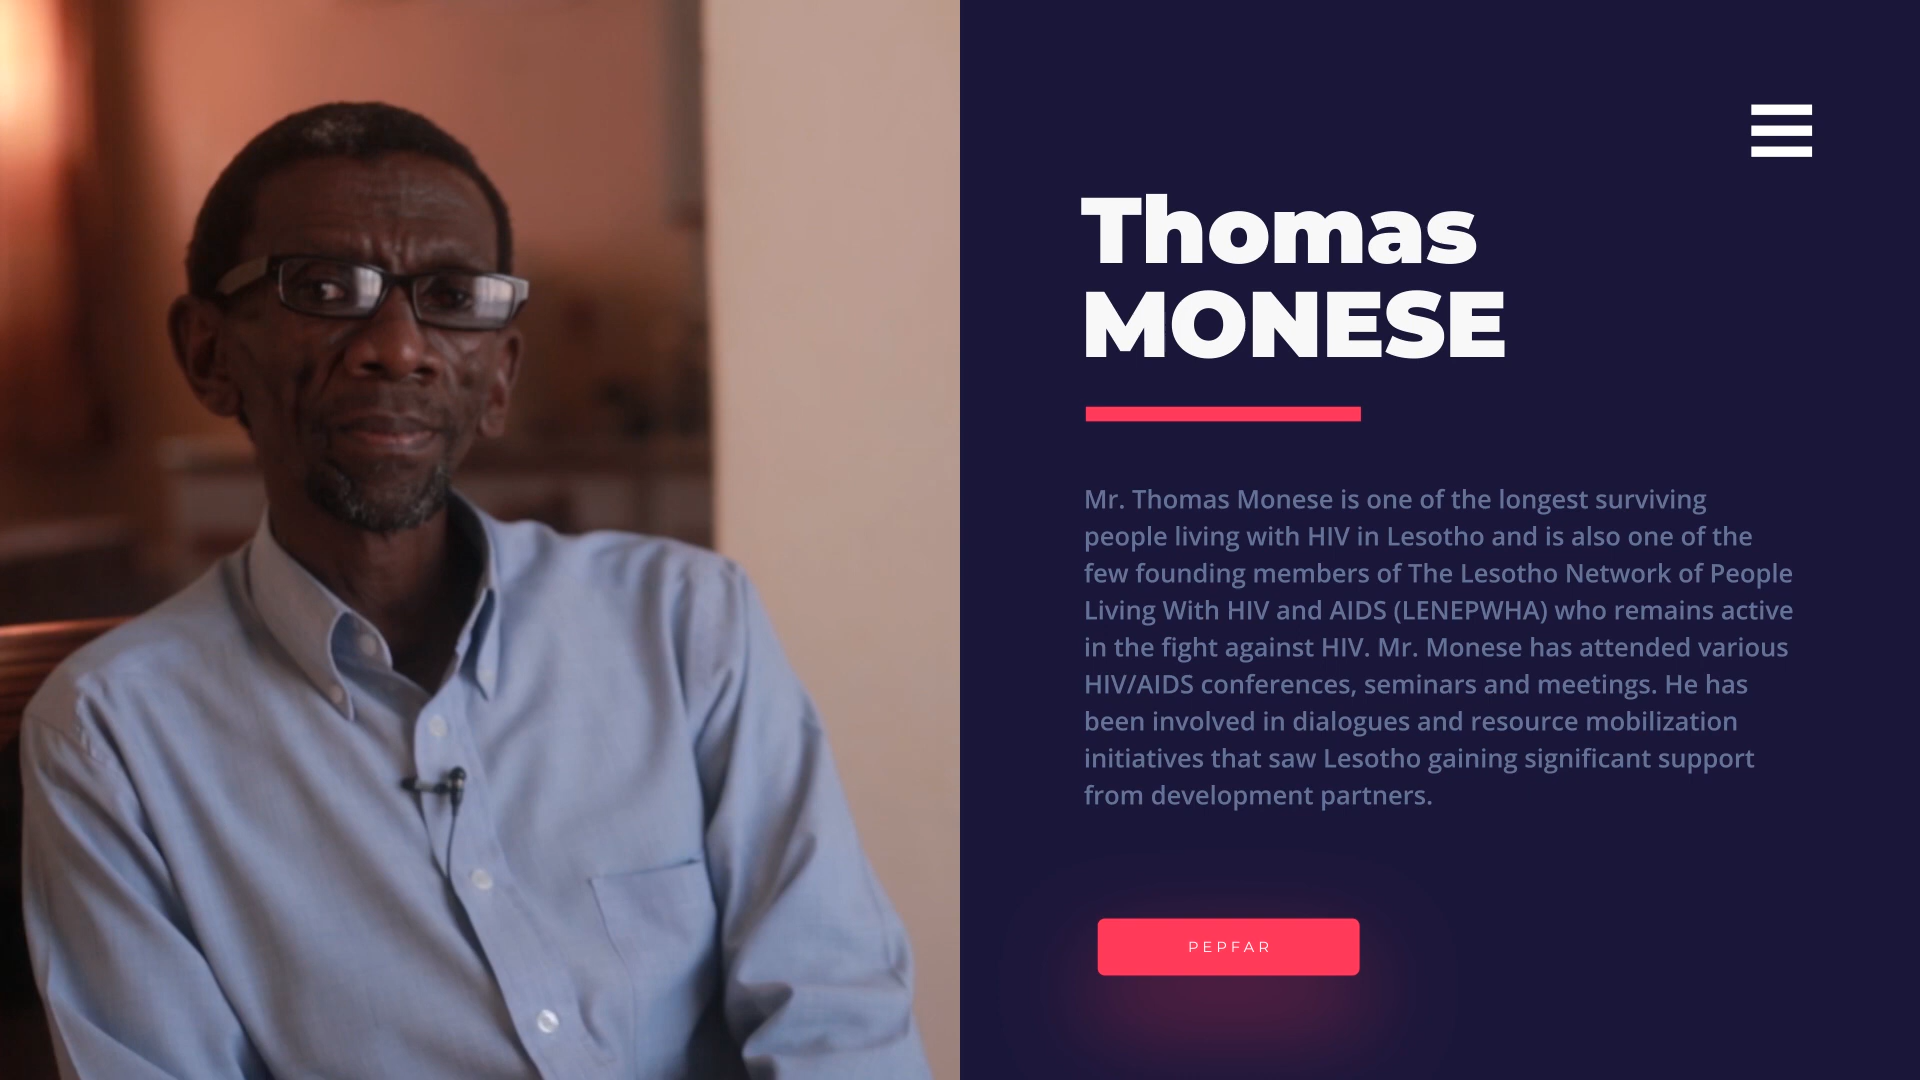 Thomas
MONESE
Mr. Thomas Monese is one of the longest surviving
people living with HIV in Lesotho and is also one of the
few founding members of The Lesotho Network of People
Living With HIV and AIDS (LENEPWHA) who remains active
in the fight against HIV. Mr. Monese has attended various
HIV/AIDS conferences, seminars and meetings. He has
been involved in dialogues and resource mobilization
initiatives that saw Lesotho gaining significant support
from development partners.
PEPFAR